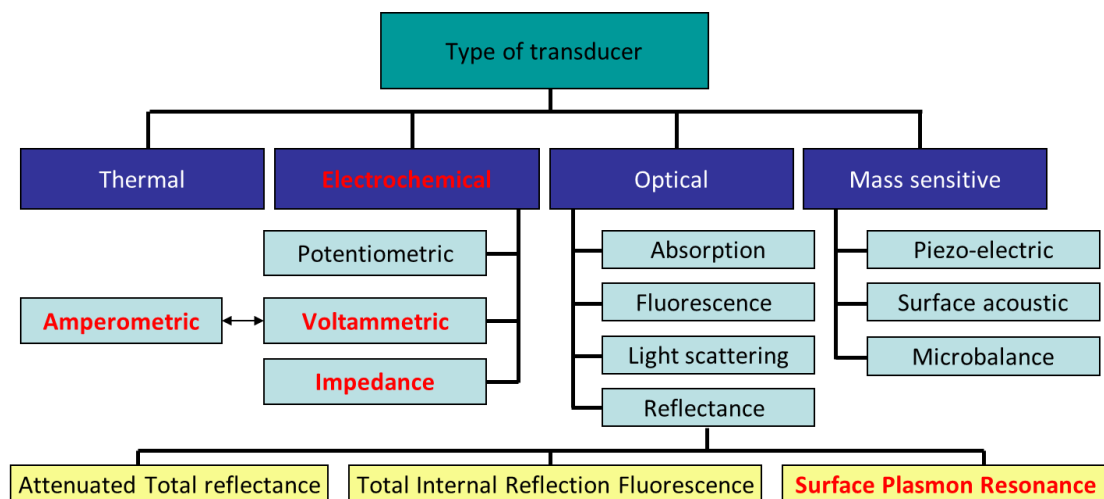 Type of transducer
Thermal
Electrochemical
Optical
Mass sensitive
Potentiometric
Absorption
Piezo-electric
Amperometric
Voltammetric
Fluorescence
Surface acoustic
Impedance
Light scattering
Microbalance
Reflectance
Attenuated Total reflectance
Total Internal Reflection Fluorescence
Surface Plasmon Resonance